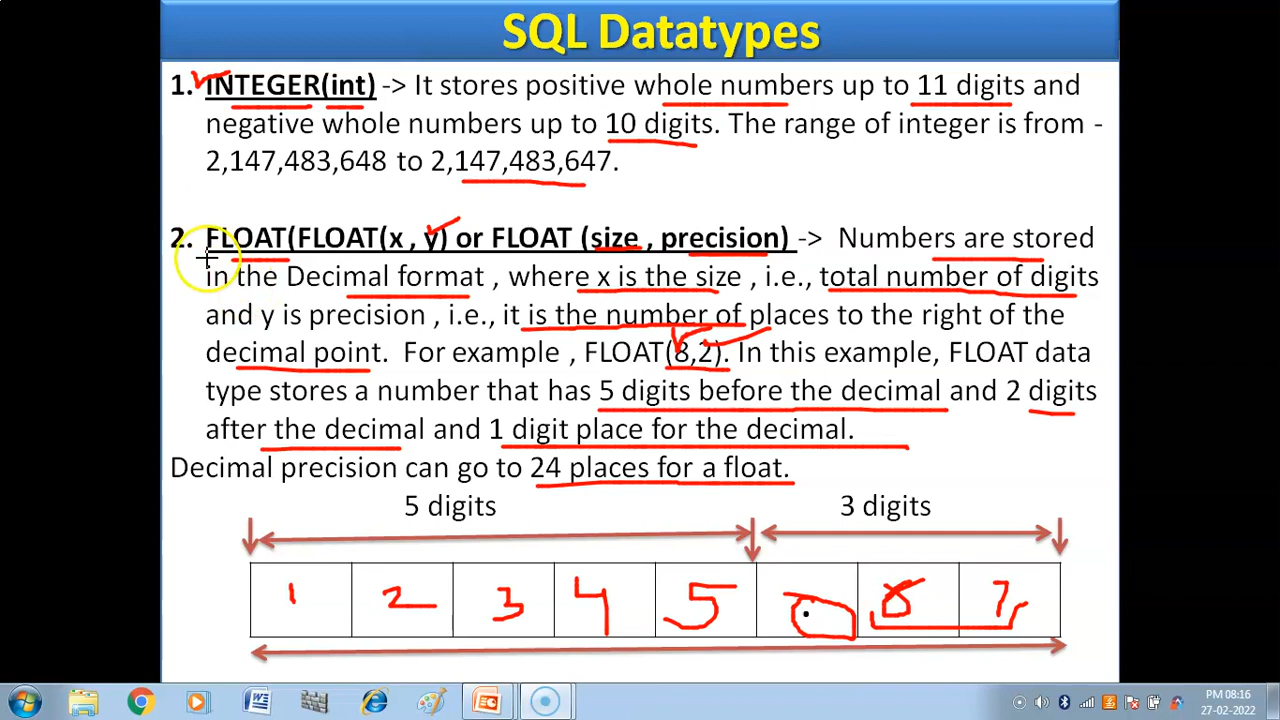 SQL Datatypes
1. INTEGER(int) -> It stores positive whole numbers up to 11 digits and
negative whole numbers up to 10 digits. The range of integer is from -
2,147,483,648 to 2,147,483,647.
2. FLOAT(FLOAT(x , y) or FLOAT (size , precision) -> Numbers are stored
in the Decimal format , where x is the size , i.e., total number of digits
and y is precision , i.e., it is the number of places to the right of the
decimal point. For example , FLOAT(8,2). In this example, FLOAT data
type stores a number that has 5 digits before the decimal and 2 digits
after the decimal and 1 digit place for the decimal.
Decimal precision can go to 24 places for a float.
5 digits 3 digits
1 2 3 4 5 . 8 7
PM 08:16
27-02-2022